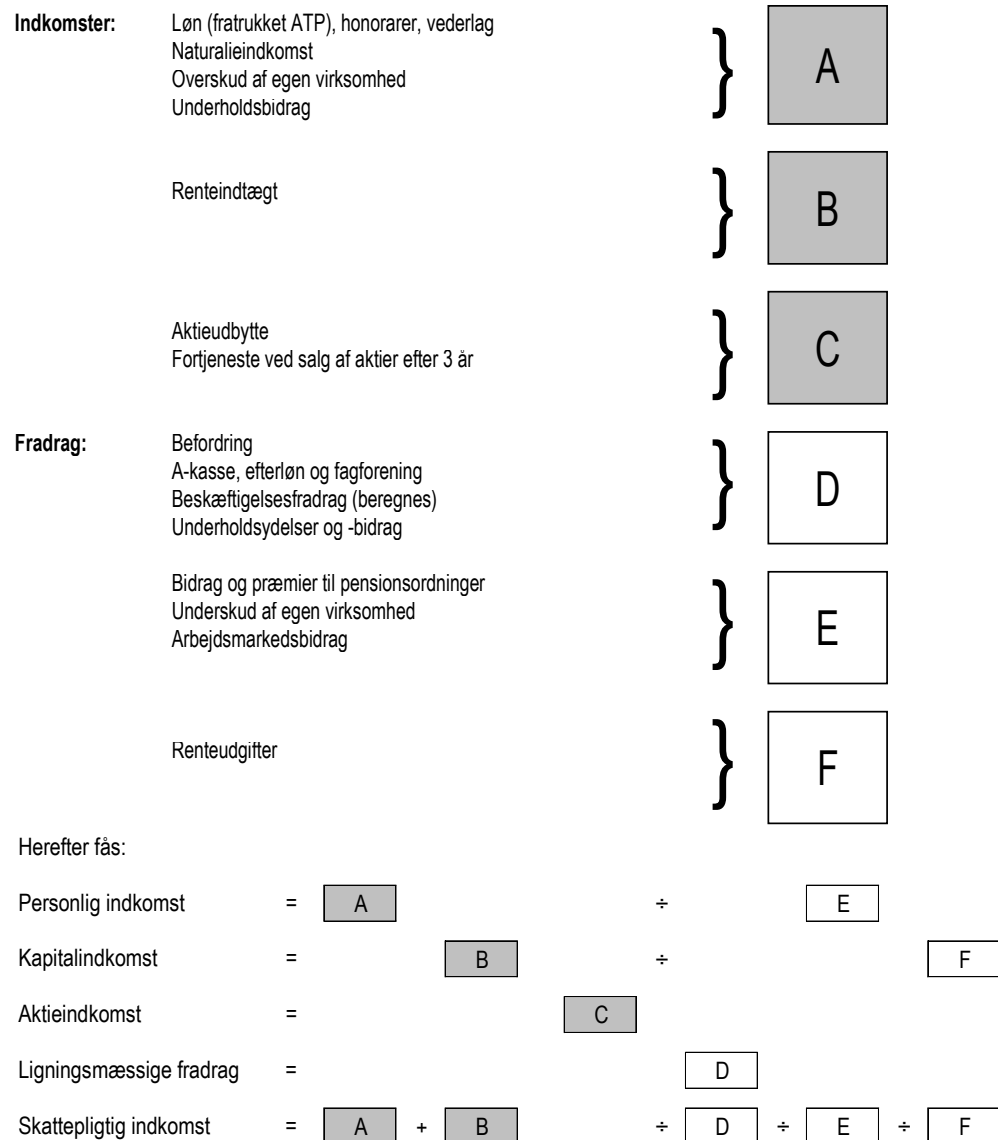 Indkomster: Løn (fratrukket ATP), honorarer, vederlag
Naturalieindkomst
Overskud af egen virksomhed
Underholdsbidrag
} A
Renteindtægt } B
Aktieudbytte
Fortjeneste ved salg af aktier efter 3 år
} C
Fradrag: Befordring
A-kasse, efterløn og fagforening
Beskæftigelsesfradrag (beregnes)
Underholdsydelser og -bidrag
} D
Bidrag og præmier til pensionsordninger
Underskud af egen virksomhed
Arbejdsmarkedsbidrag
} E
Renteudgifter } F
Herefter fås:
Personlig indkomst = A ÷ E
Kapitalindkomst = B ÷ F
Aktieindkomst = C
Ligningsmæssige fradrag = D
Skattepligtig indkomst = A + B ÷ D ÷ E ÷ F